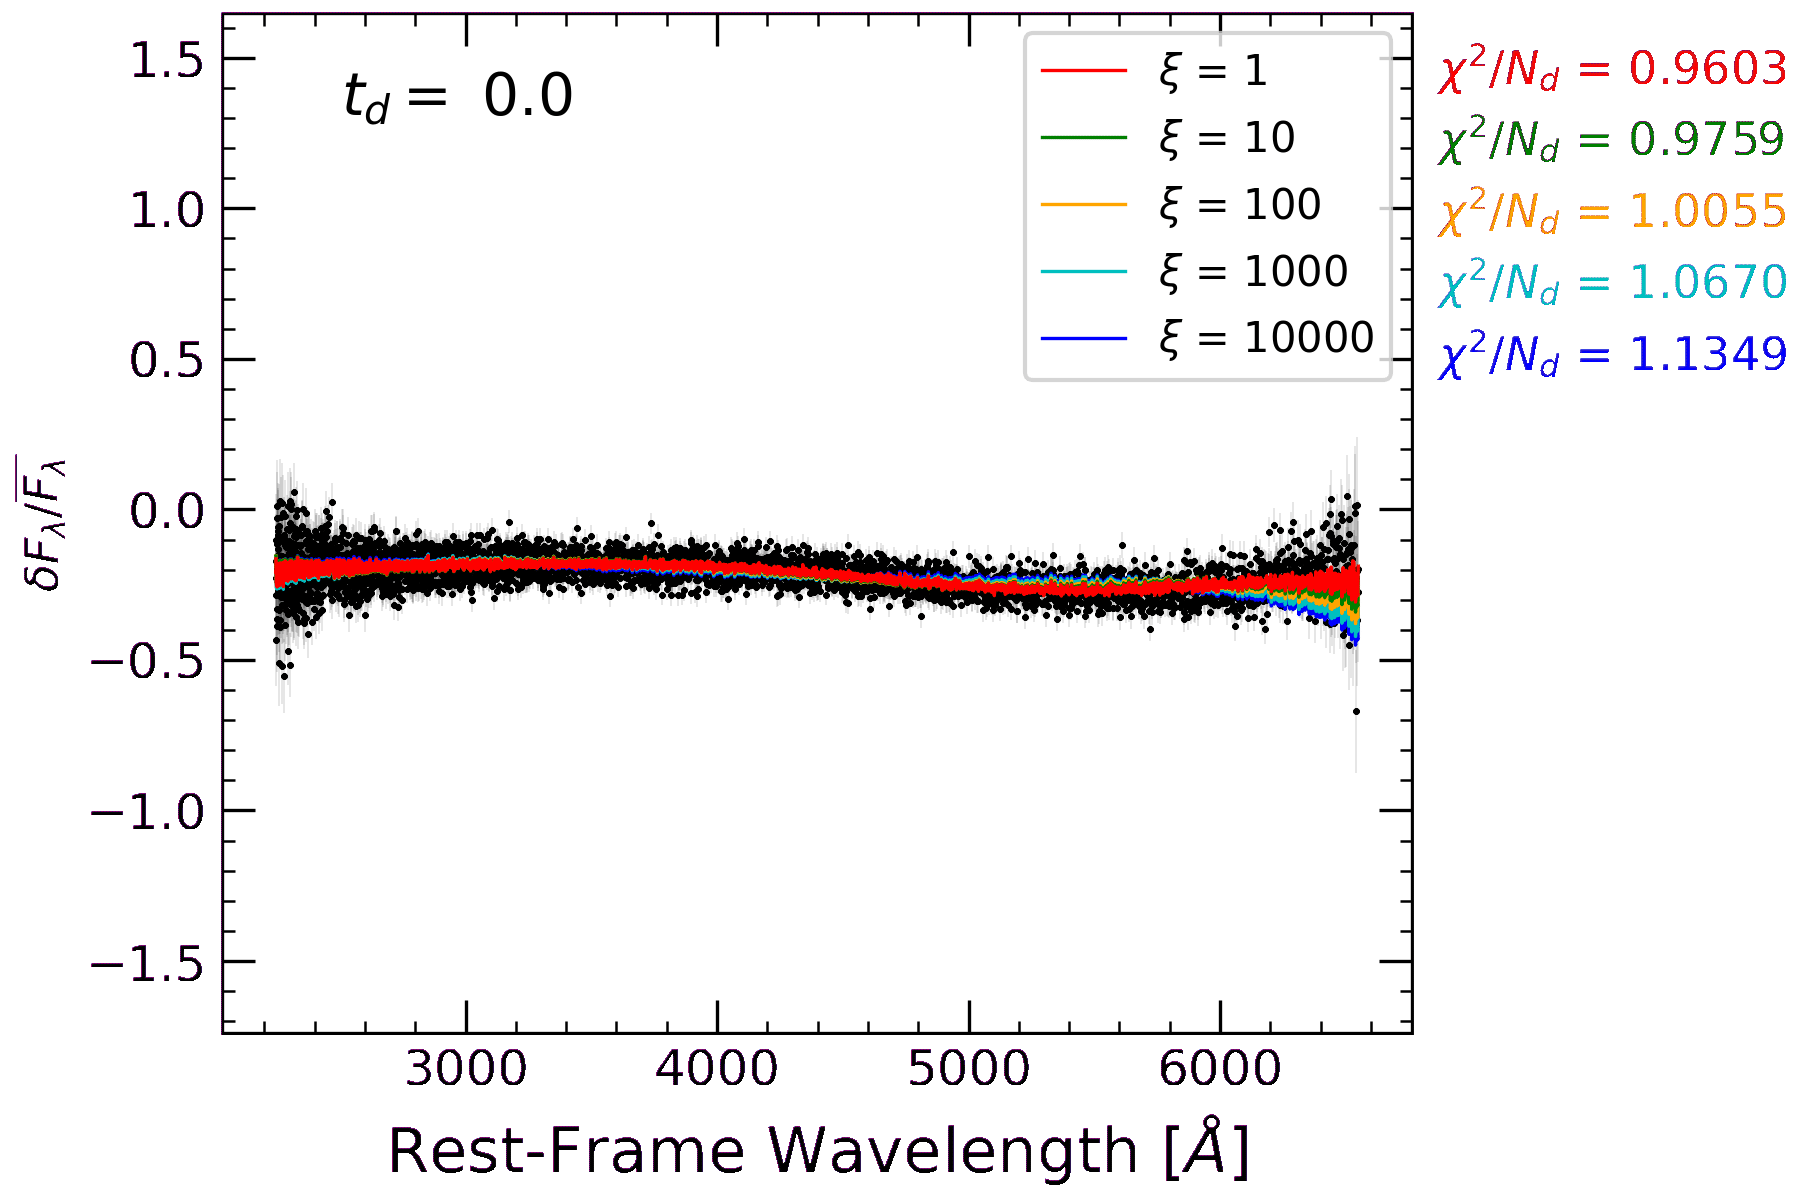 t_d = 0.0
ξ = 1
ξ = 10
ξ = 100
ξ = 1000
ξ = 10000
χ²/N_d = 0.9603
χ²/N_d = 0.9759
χ²/N_d = 1.0055
χ²/N_d = 1.0670
χ²/N_d = 1.1349
δF_λ/F̅_λ
1.5
1.0
0.5
0.0
−0.5
−1.0
−1.5
3000 4000 5000 6000
Rest-Frame Wavelength [Å]